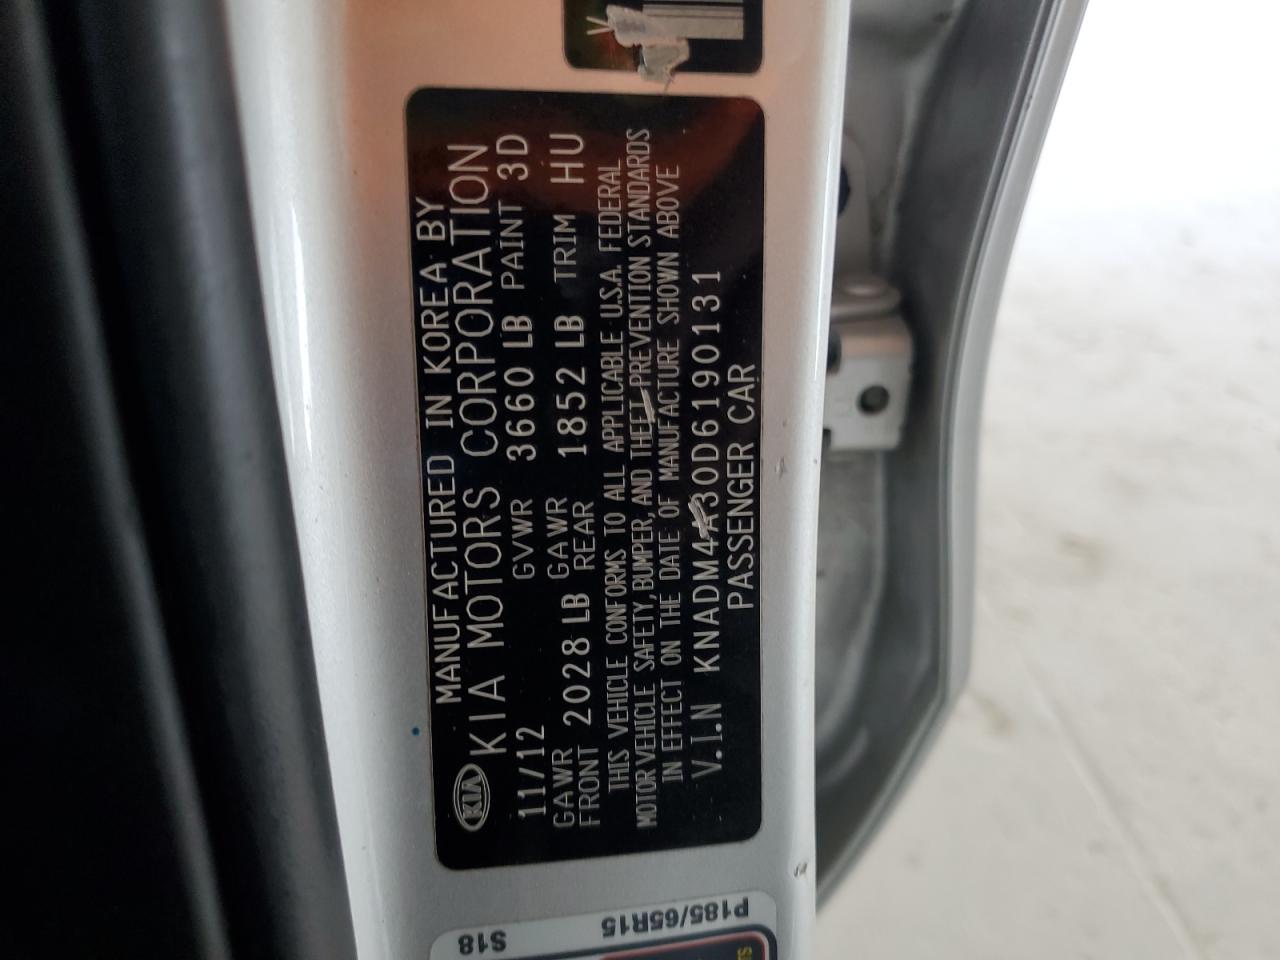 V
MANUFACTURED IN KOREA BY
KIA KIA MOTORS CORPORATION
11/12 GVWR 3660 LB PAINT 3D
GAWR FRONT 2028 LB GAWR REAR 1852 LB TRIM HU
THIS VEHICLE CONFORMS TO ALL APPLICABLE U.S.A. FEDERAL
MOTOR VEHICLE SAFETY, BUMPER, AND THEFT PREVENTION STANDARDS
IN EFFECT ON THE DATE OF MANUFACTURE SHOWN ABOVE
V.I.N KNADM4A30D6190131
PASSENGER CAR
P185/65R15
S18